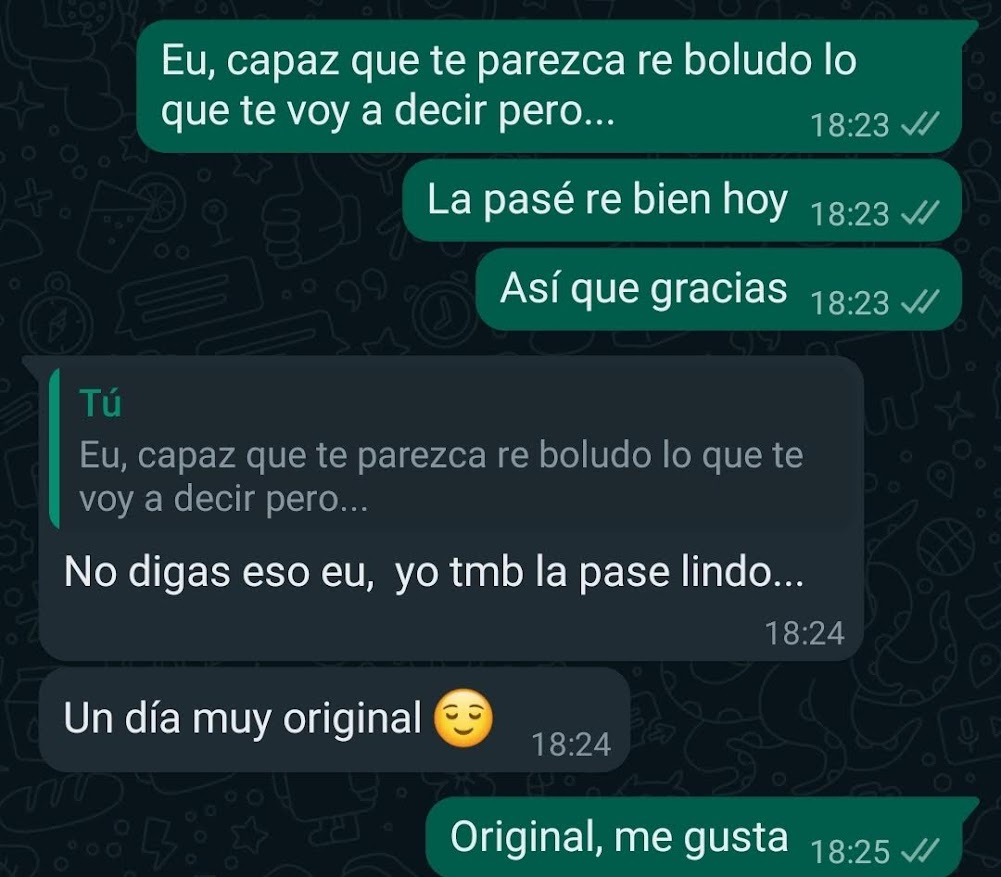 Eu, capaz que te parezca re boludo lo
que te voy a decir pero...
18:23
La pasé re bien hoy
18:23
Así que gracias
18:23
Tú
Eu, capaz que te parezca re boludo lo que te
voy a decir pero...
No digas eso eu,  yo tmb la pase lindo...
18:24
Un día muy original 😌
18:24
Original, me gusta
18:25